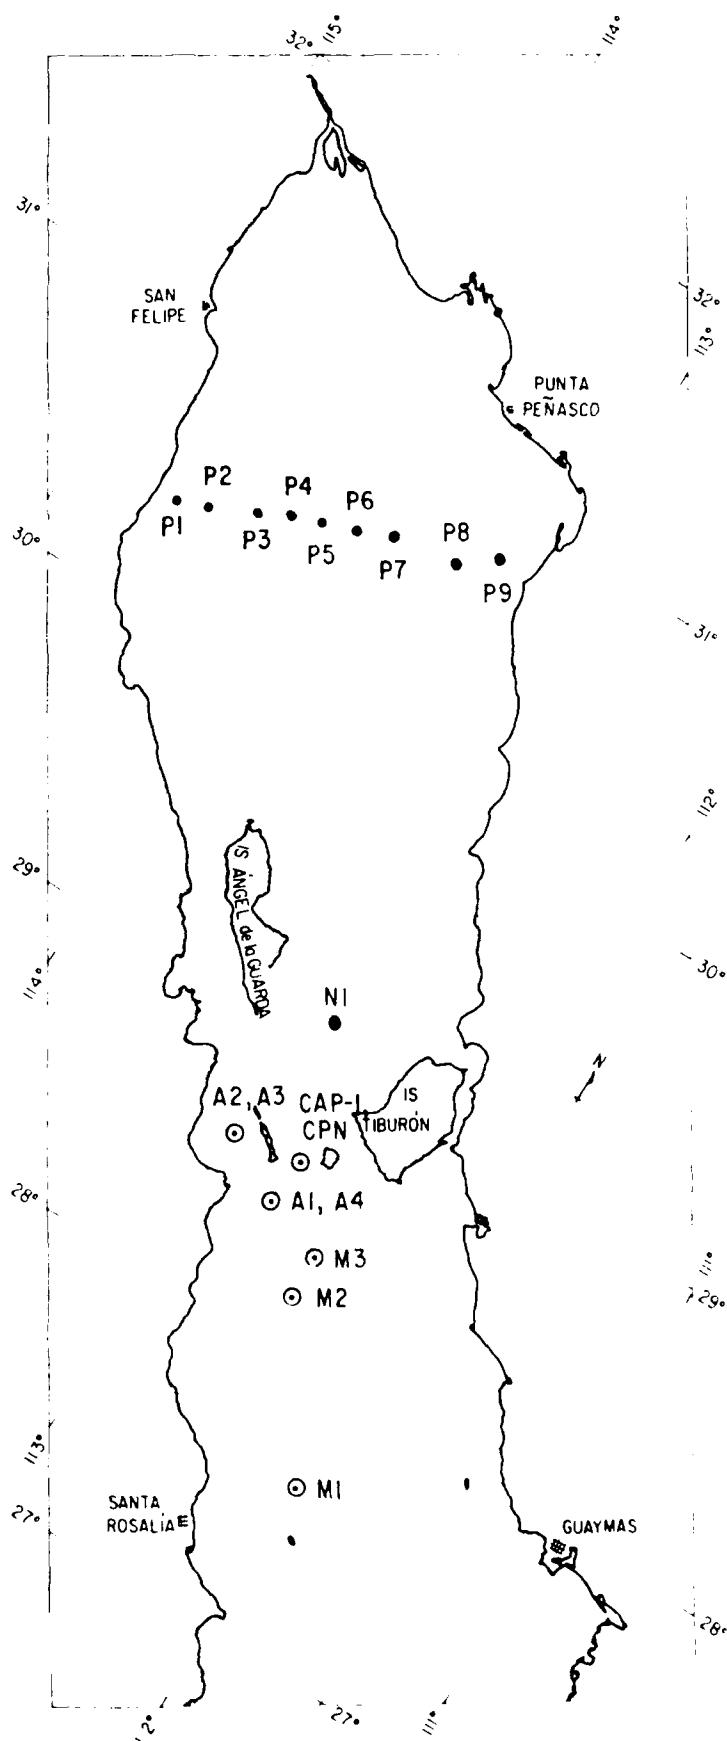 32°
115°
114°
31°
SAN
FELIPE
32°
113°
PUNTA
PEÑASCO
P2
P4
P6
P8
P1
P3
P5
P7
P9
30°
31°
112°
29°
IS ÁNGEL de la GUARDA
114°
30°
N1
N
A2, A3
CAP-1
CPN
IS
TIBURÓN
28°
A1, A4
M3
M2
111°
29°
113°
M1
SANTA
ROSALÍA
27°
GUAYMAS
28°
27°
111°